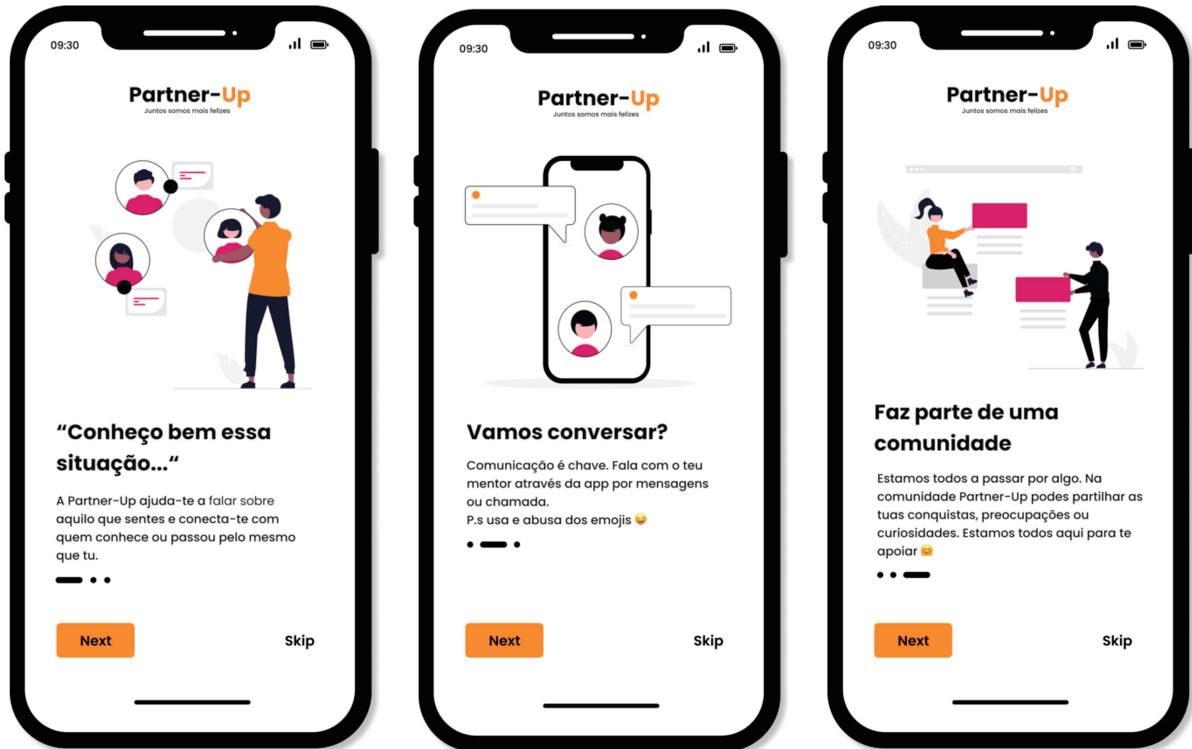 09:30
Partner-Up
Juntos somos mais felizes
“Conheço bem essa
situação...“
A Partner-Up ajuda-te a falar sobre
aquilo que sentes e conecta-te com
quem conhece ou passou pelo mesmo
que tu.
Next
Skip
09:30
Partner-Up
Juntos somos mais felizes
Vamos conversar?
Comunicação é chave. Fala com o teu
mentor através da app por mensagens
ou chamada.
P.s usa e abusa dos emojis 😜
Next
Skip
09:30
Partner-Up
Juntos somos mais felizes
Faz parte de uma
comunidade
Estamos todos a passar por algo. Na
comunidade Partner-Up podes partilhar as
tuas conquistas, preocupações ou
curiosidades. Estamos todos aqui para te
apoiar 🤗
Next
Skip